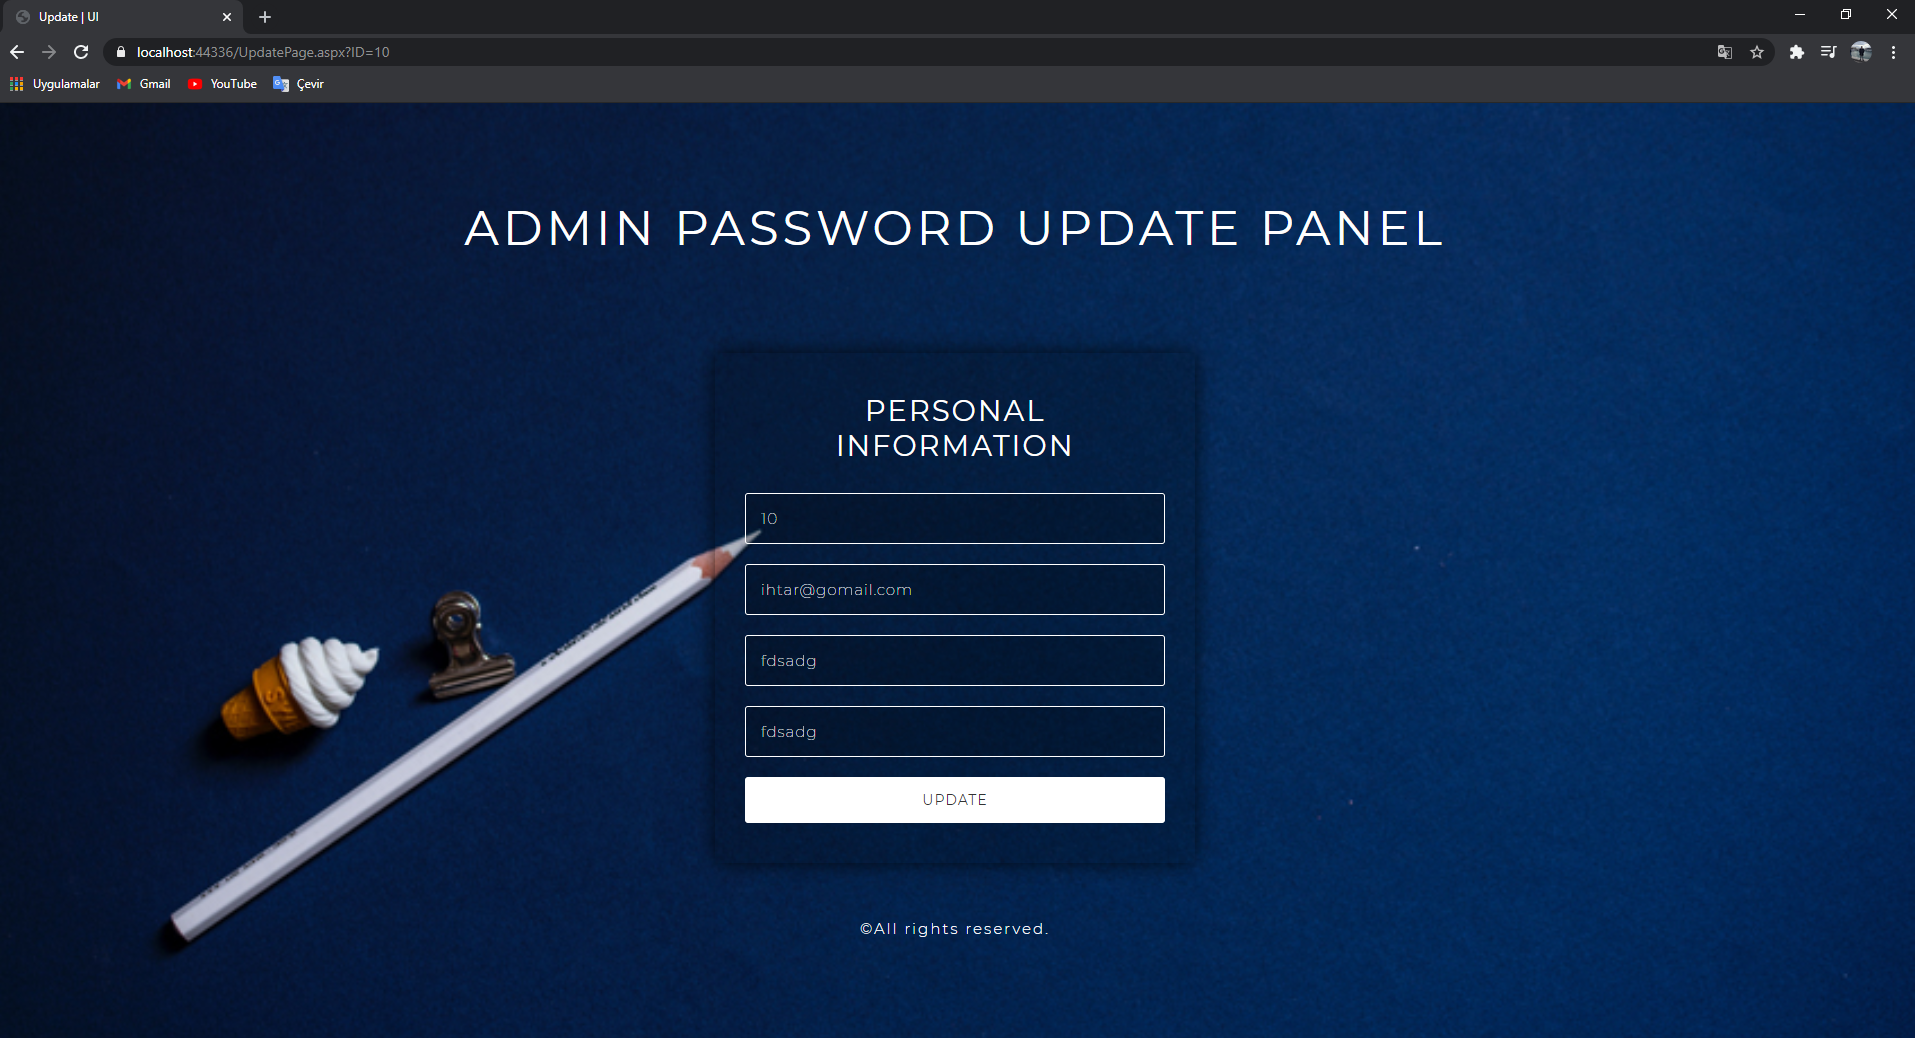 Update | UI
localhost:44336/UpdatePage.aspx?ID=10
Uygulamalar Gmail YouTube Çevir
ADMIN PASSWORD UPDATE PANEL
PERSONAL
INFORMATION
10
ihtar@gomail.com
fdsadg
fdsadg
UPDATE
©All rights reserved.